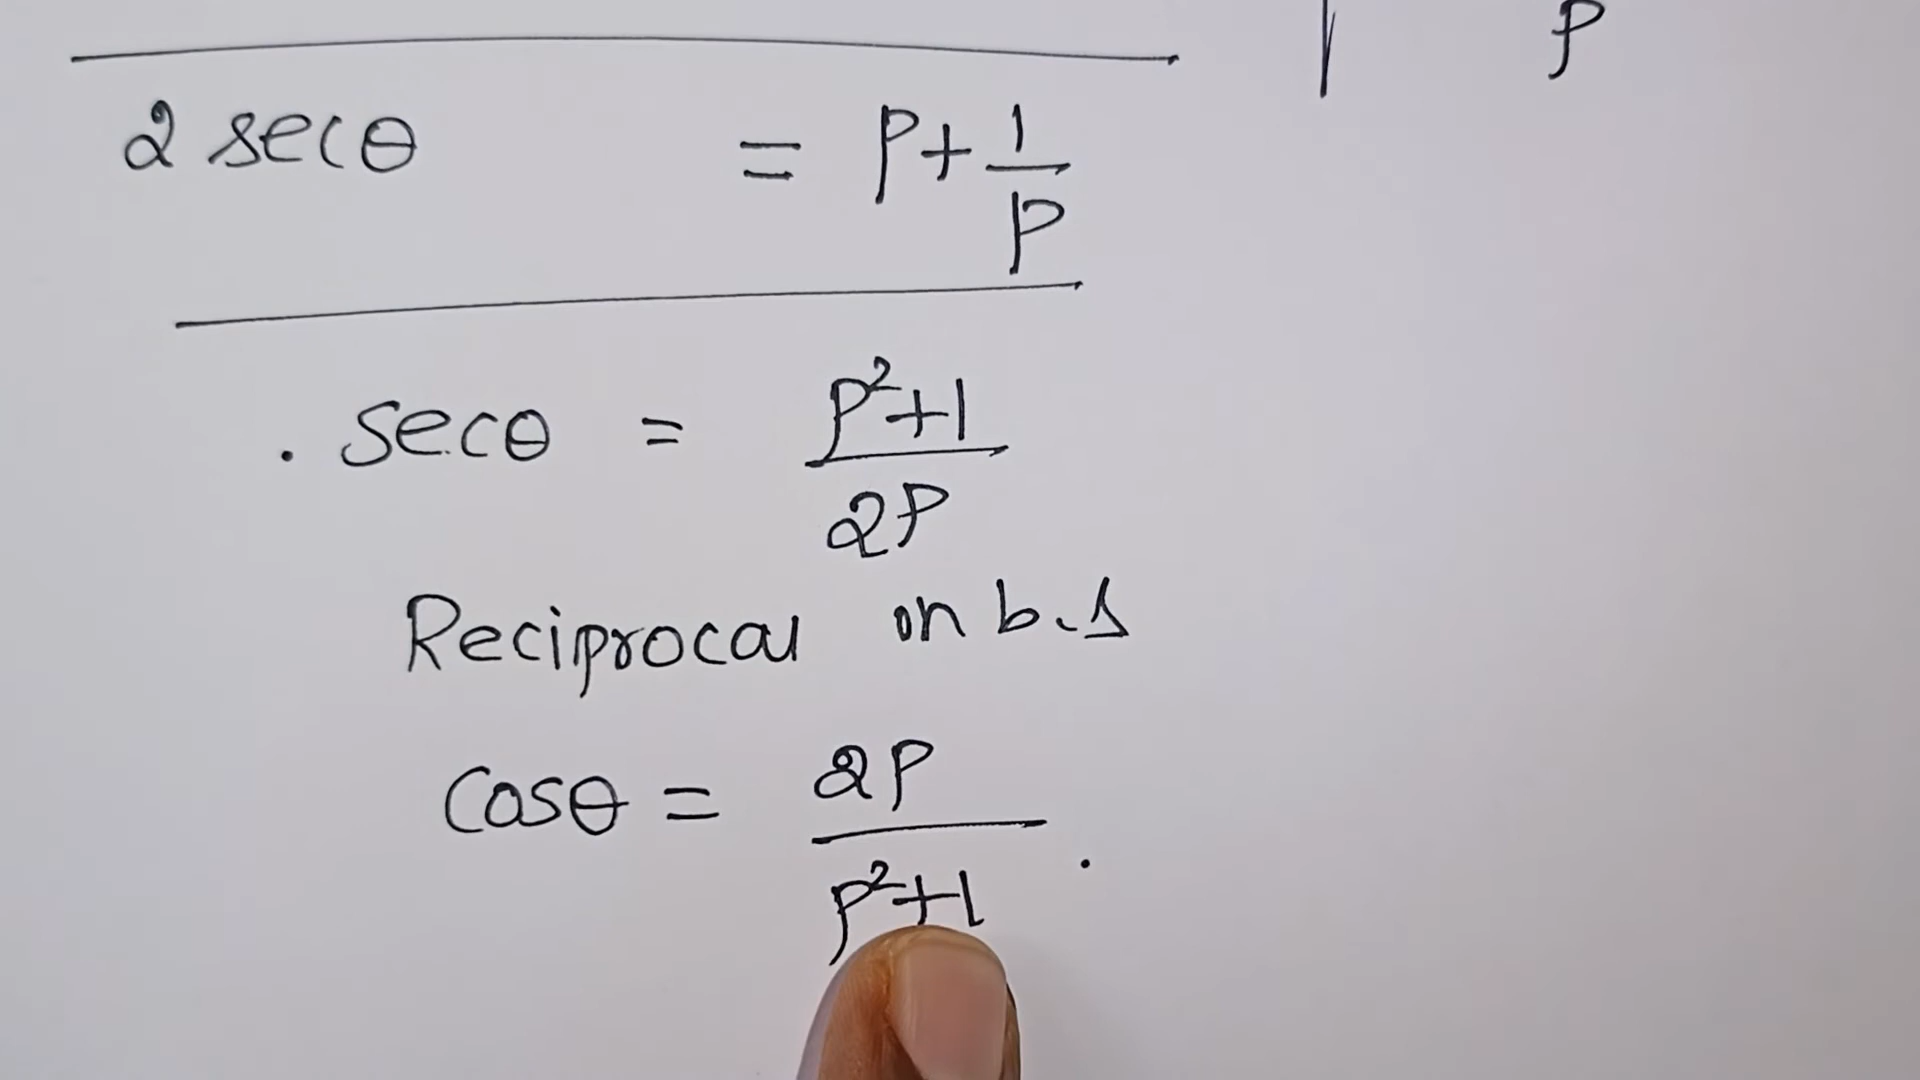 P
2 secθ = P + 1/P
. secθ = P²+1/2P
Reciprocal on b.s
Cosθ = 2P/P²+1 .